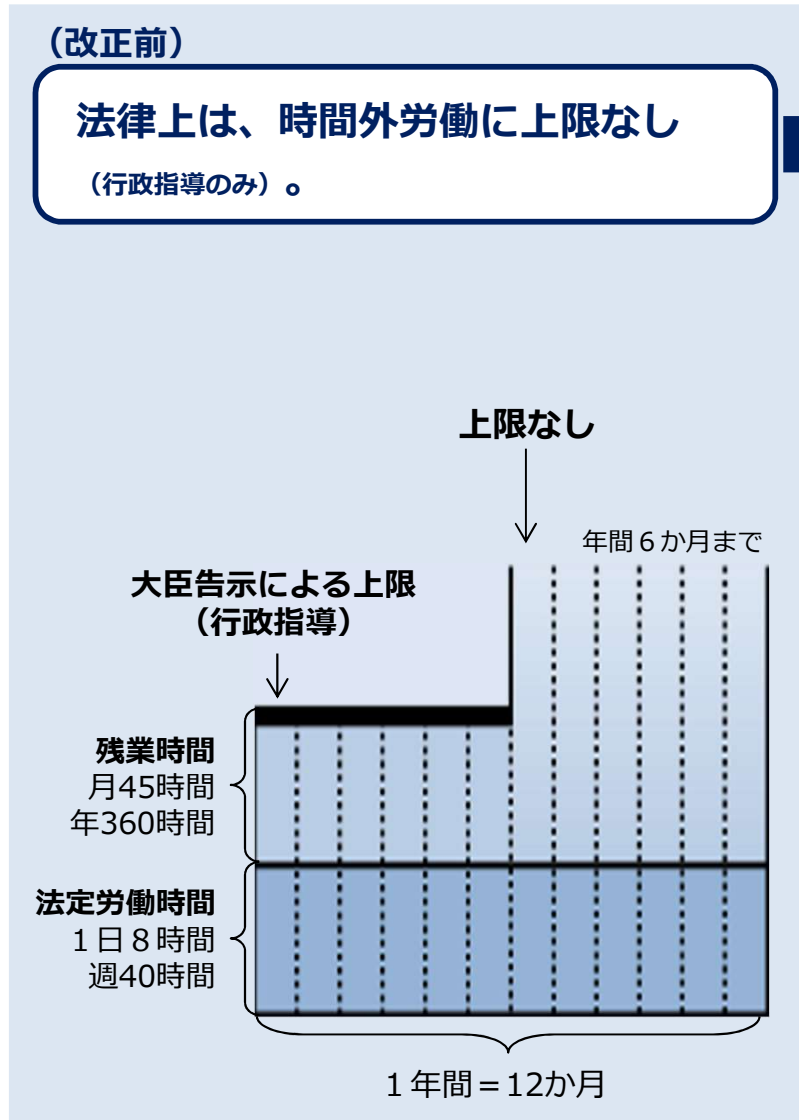 （改正前）
法律上は、時間外労働に上限なし
（行政指導のみ）。
上限なし
年間６か月まで
大臣告示による上限
（行政指導）
残業時間
月45時間
年360時間
法定労働時間
１日８時間
週40時間
１年間＝12か月